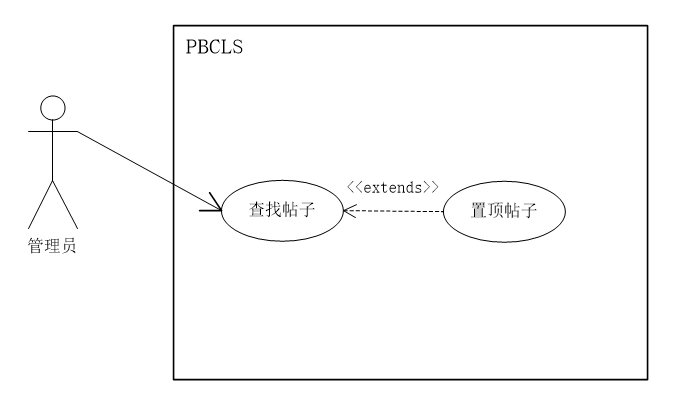 PBCLS
<<extends>>
查找帖子
置顶帖子
管理员